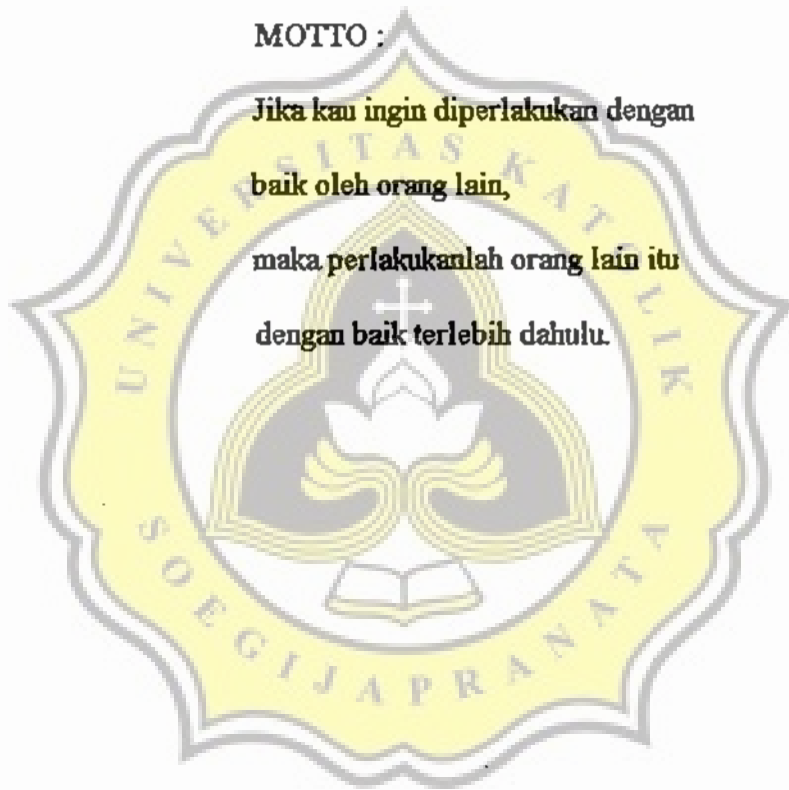 MOTTO :
Jika kau ingin diperlakukan dengan
baik oleh orang lain,
maka perlakukanlah orang lain itu
dengan baik terlebih dahulu.
UNIVERSITAS KATOLIK
SOEGIJAPRANATA